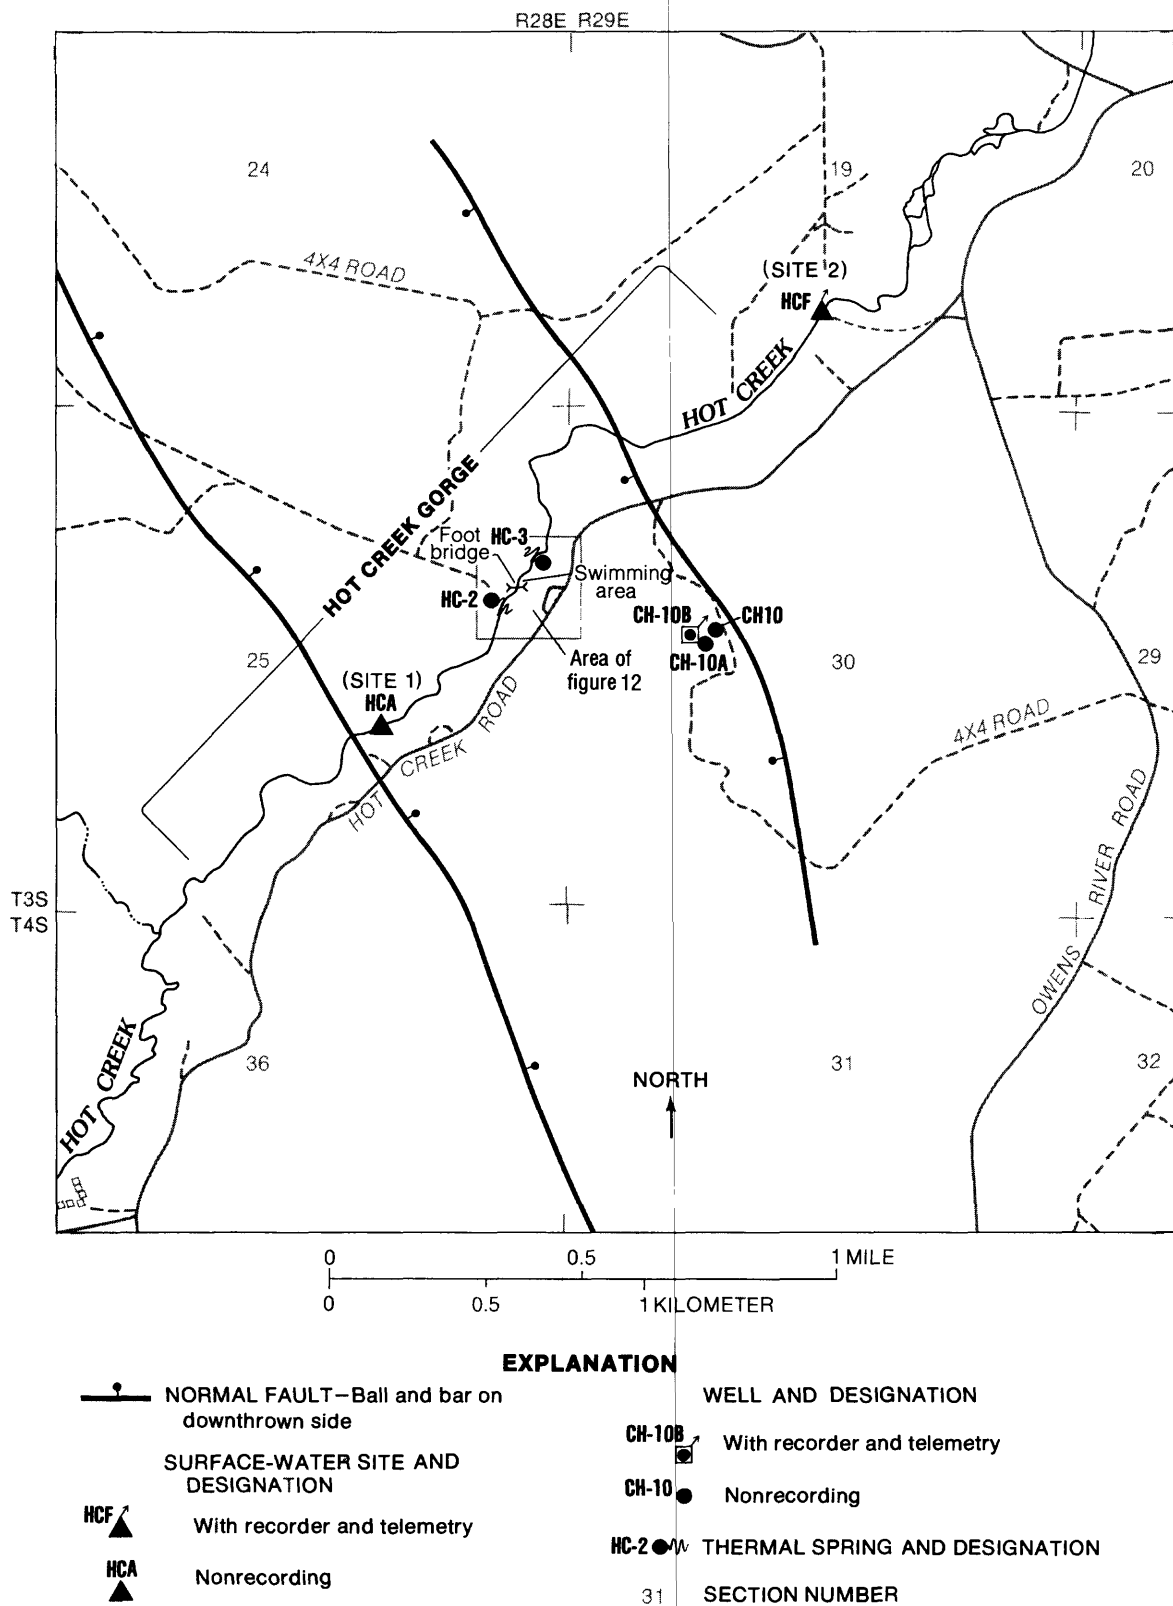 R28E R29E
24
19
20
4X4 ROAD
(SITE 2)
HCF
HOT CREEK
HOT CREEK GORGE
Foot
bridge
HC-3
Swimming
area
HC-2
CH-10B
CH10
CH-10A
25
30
29
Area of
figure 12
(SITE 1)
HCA
HOT CREEK ROAD
4X4 ROAD
OWENS RIVER ROAD
T3S
T4S
HOT CREEK
36
31
32
NORTH
0 0.5 1 MILE
0 0.5 1 KILOMETER
EXPLANATION
NORMAL FAULT—Ball and bar on
downthrown side
SURFACE-WATER SITE AND
DESIGNATION
HCF With recorder and telemetry
HCA Nonrecording
WELL AND DESIGNATION
CH-10B With recorder and telemetry
CH-10 Nonrecording
HC-2 THERMAL SPRING AND DESIGNATION
31 SECTION NUMBER